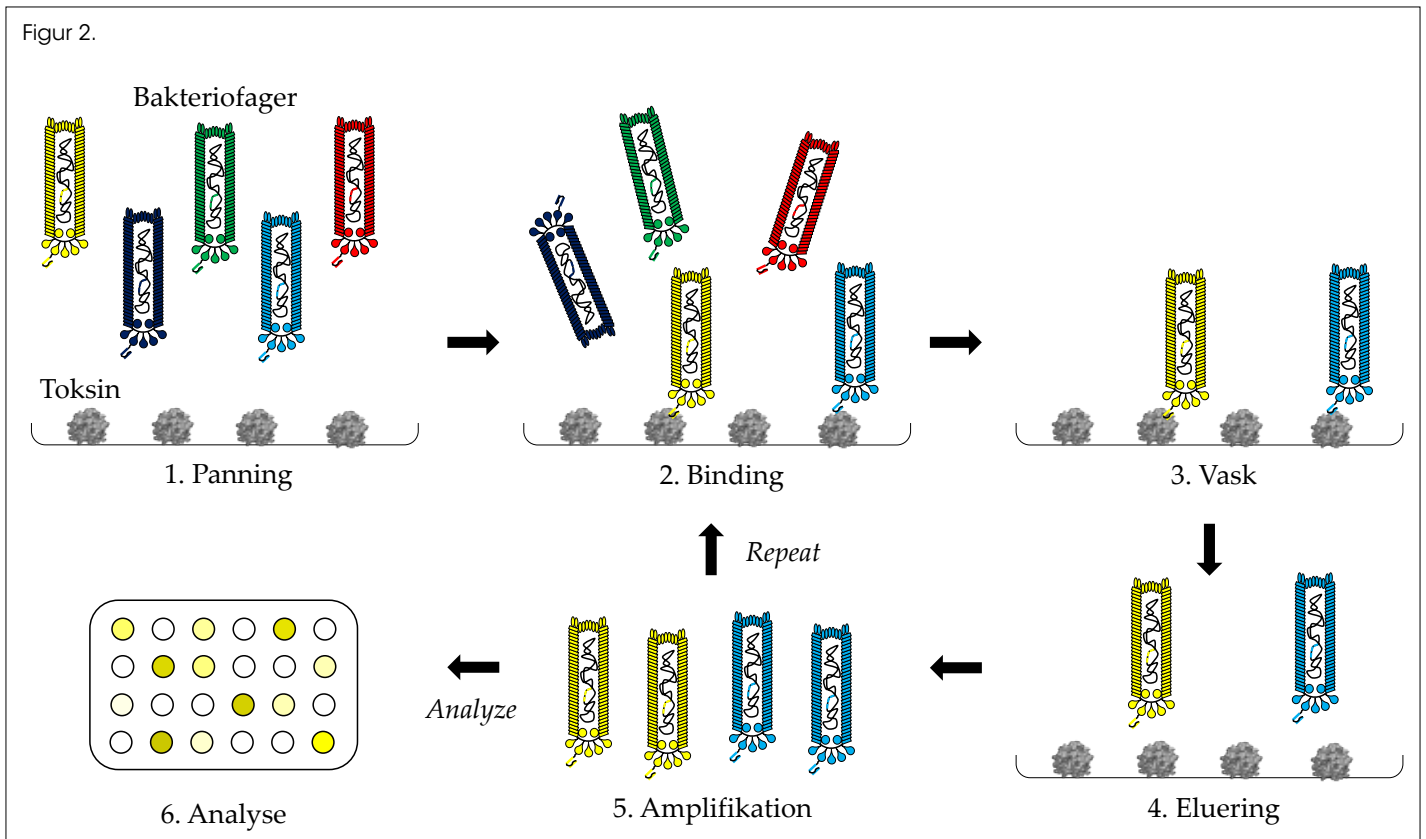 Figur 2.
Bakteriofager
Toksin
1. Panning
2. Binding
3. Vask
Repeat
Analyze
6. Analyse
5. Amplifikation
4. Eluering